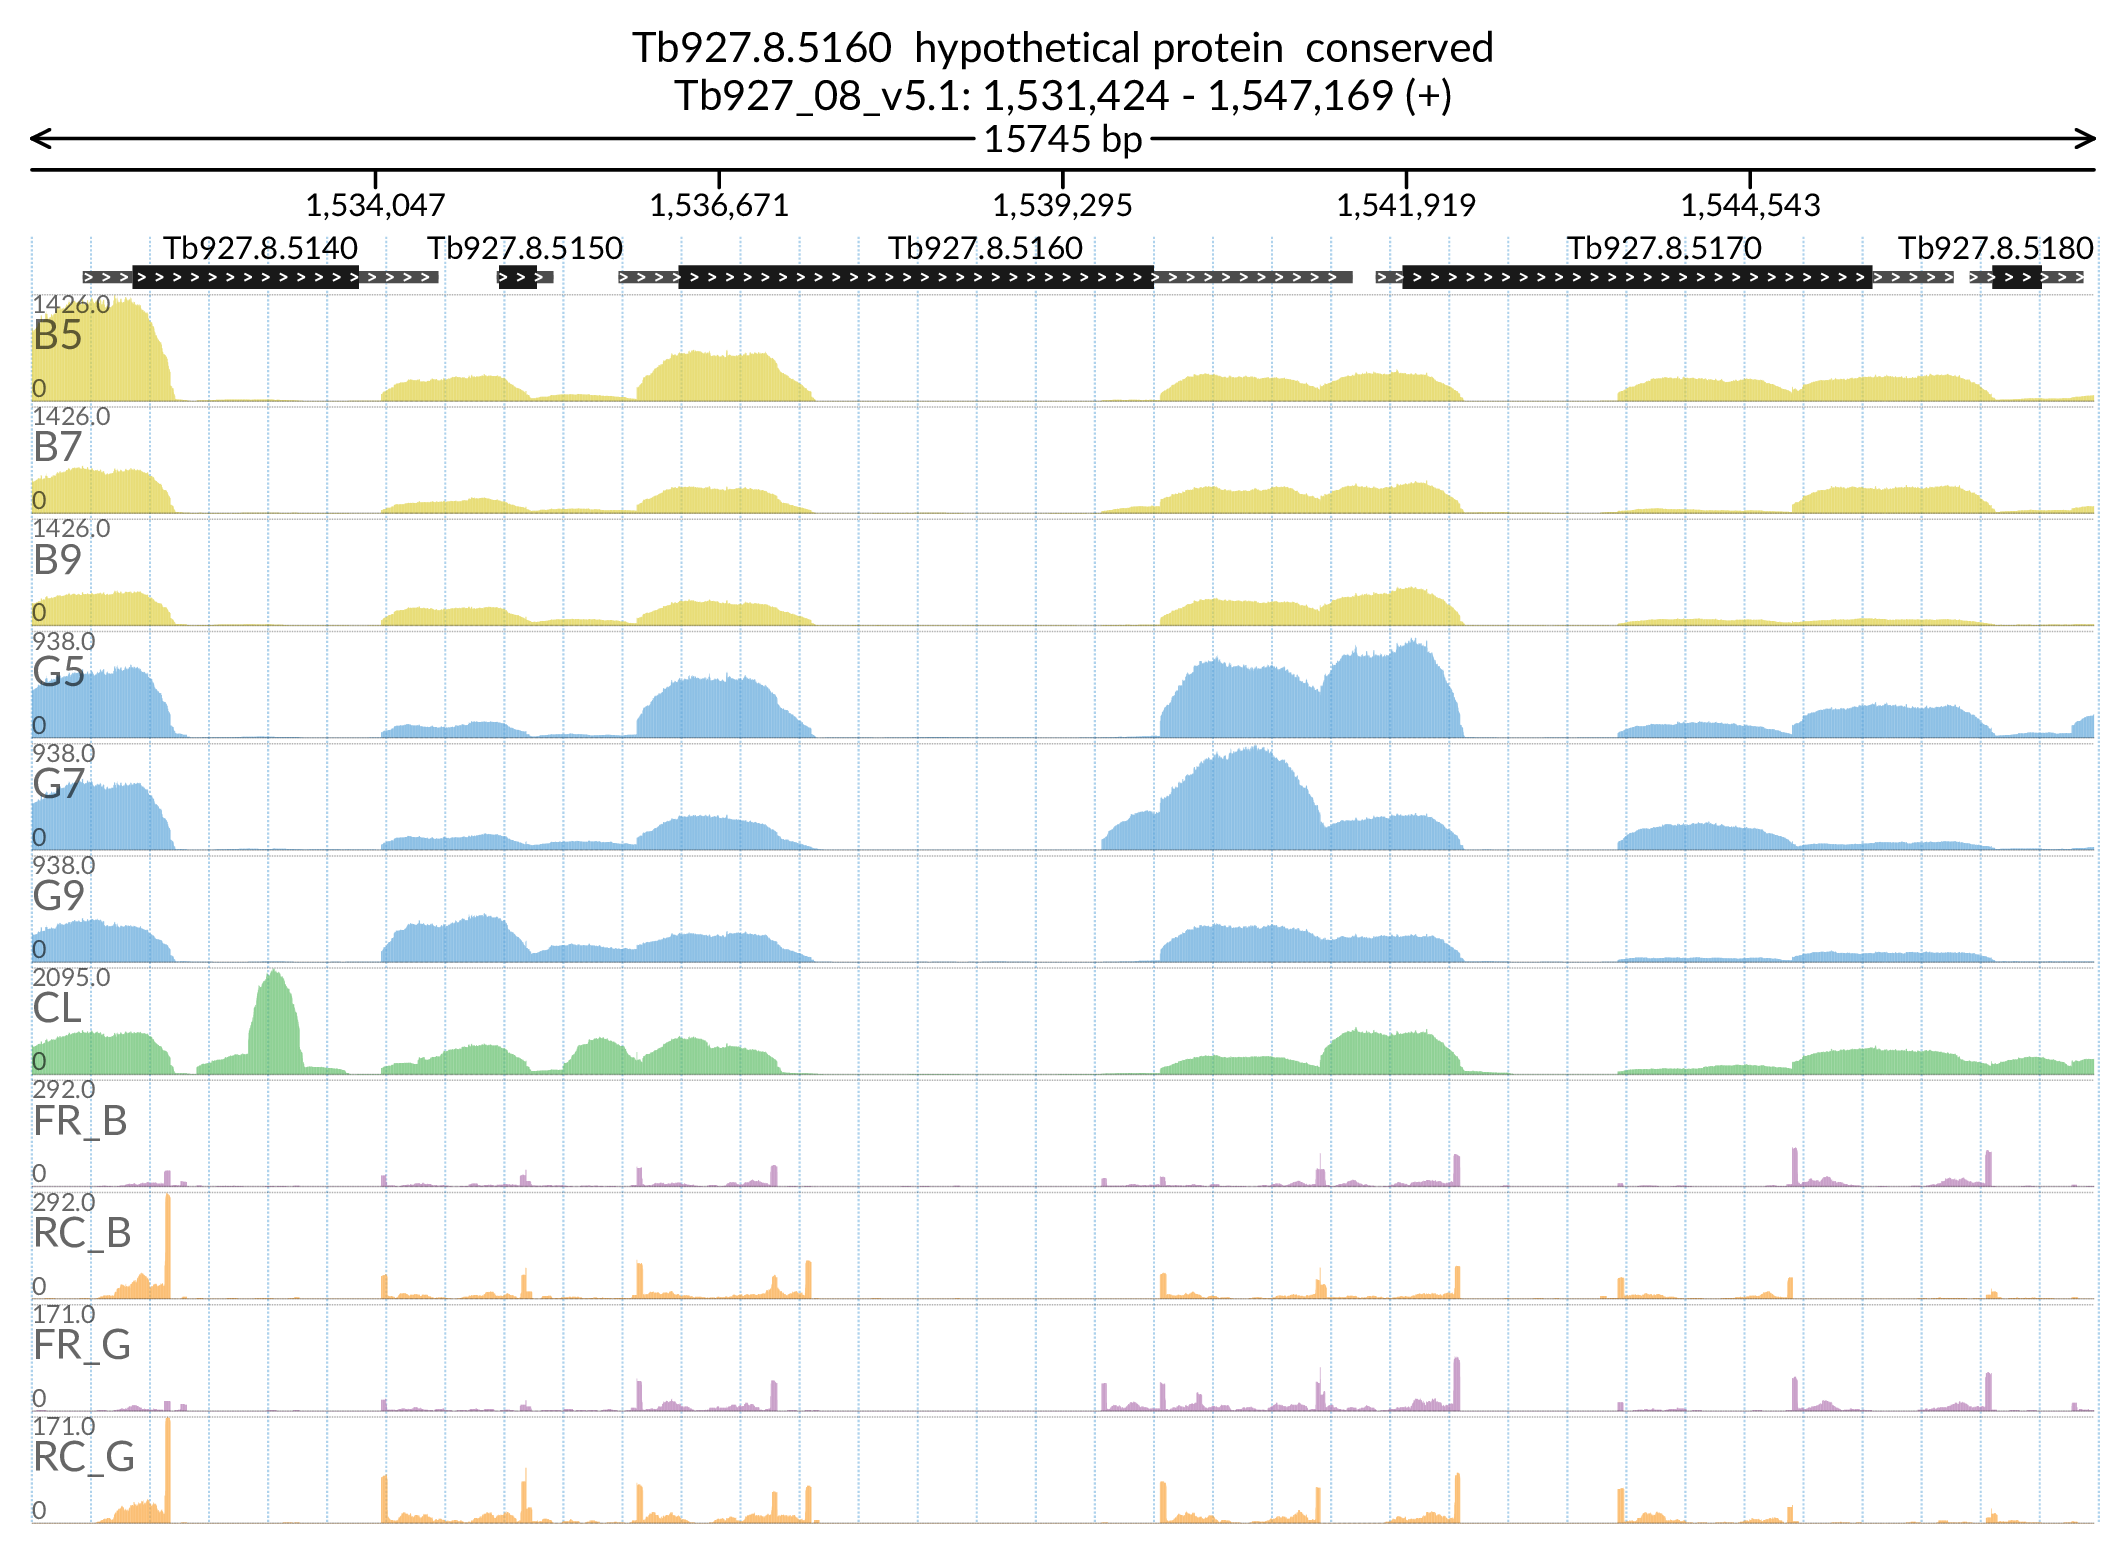 Tb927.8.5160 hypothetical protein conserved
Tb927_08_v5.1: 1,531,424 - 1,547,169 (+)
15745 bp
1,534,047 1,536,671 1,539,295 1,541,919 1,544,543
Tb927.8.5140 Tb927.8.5150 Tb927.8.5160 Tb927.8.5170 Tb927.8.5180
1426.0
B5
0
1426.0
B7
0
1426.0
B9
0
938.0
G5
0
938.0
G7
0
938.0
G9
0
2095.0
CL
0
292.0
FR_B
0
292.0
RC_B
0
171.0
FR_G
0
171.0
RC_G
0